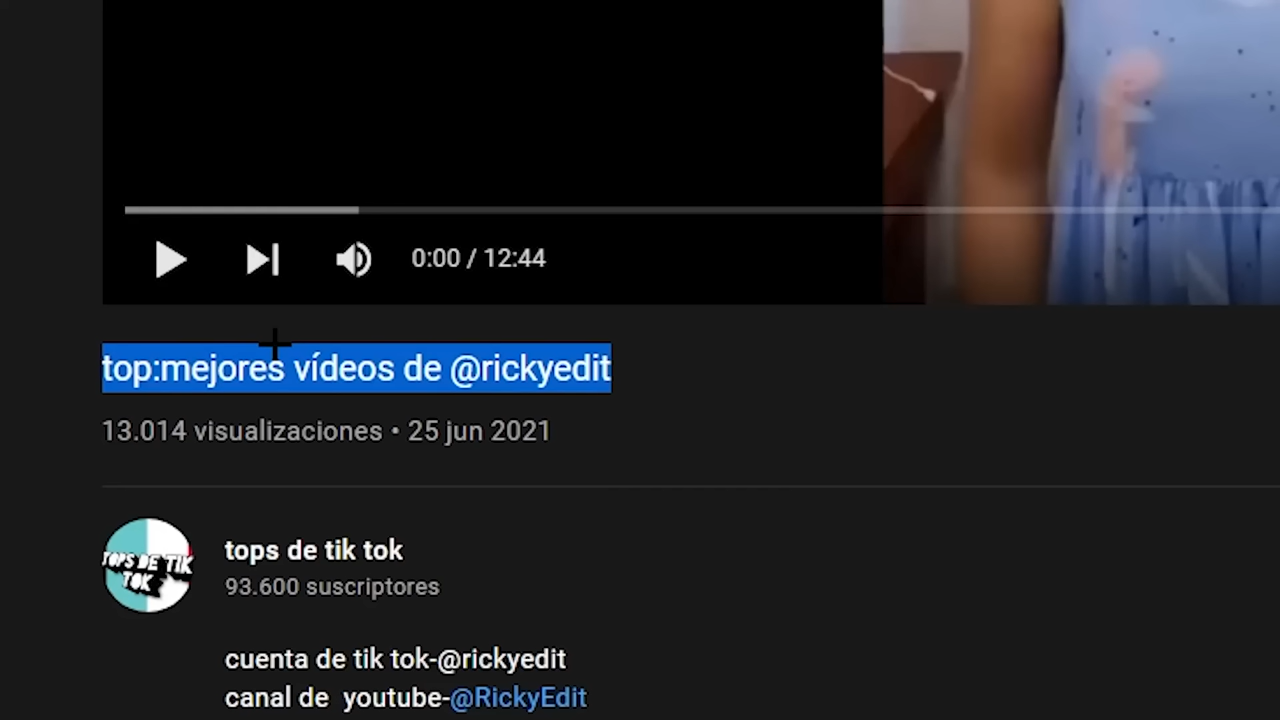 0:00 / 12:44
top:mejores vídeos de @rickyedit
13.014 visualizaciones • 25 jun 2021
TOPS DE TIK
TOK
tops de tik tok
93.600 suscriptores
cuenta de tik tok-@rickyedit
canal de  youtube-@RickyEdit